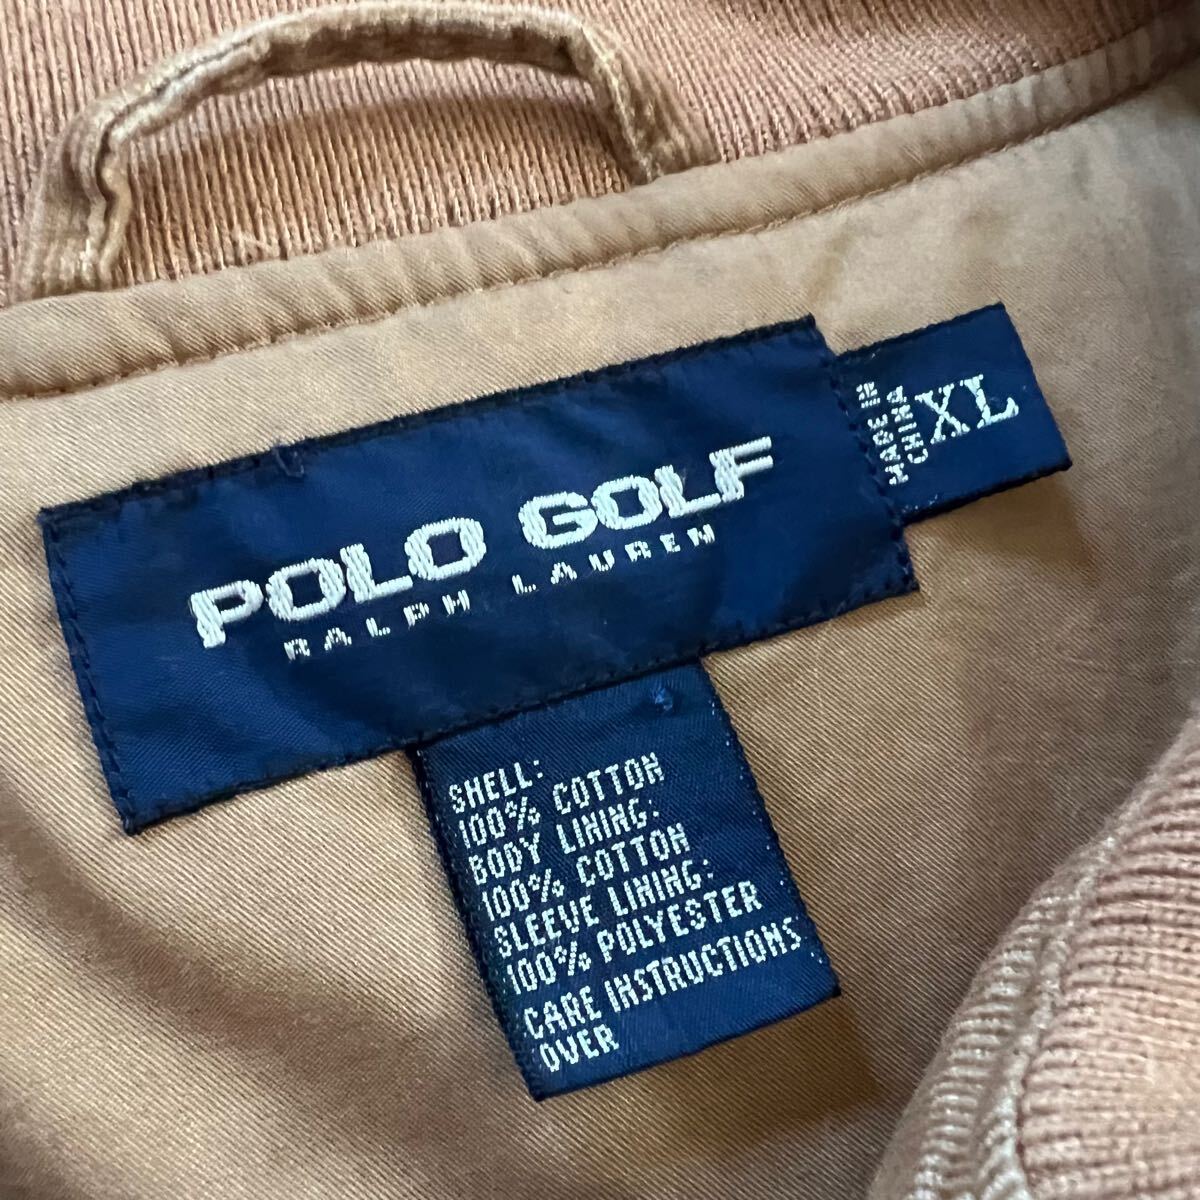 POLO GOLF
RALPH LAUREN
MADE IN
CHINA
XL
SHELL:
100% COTTON
BODY LINING:
100% COTTON
SLEEVE LINING:
100% POLYESTER
CARE INSTRUCTIONS
OVER